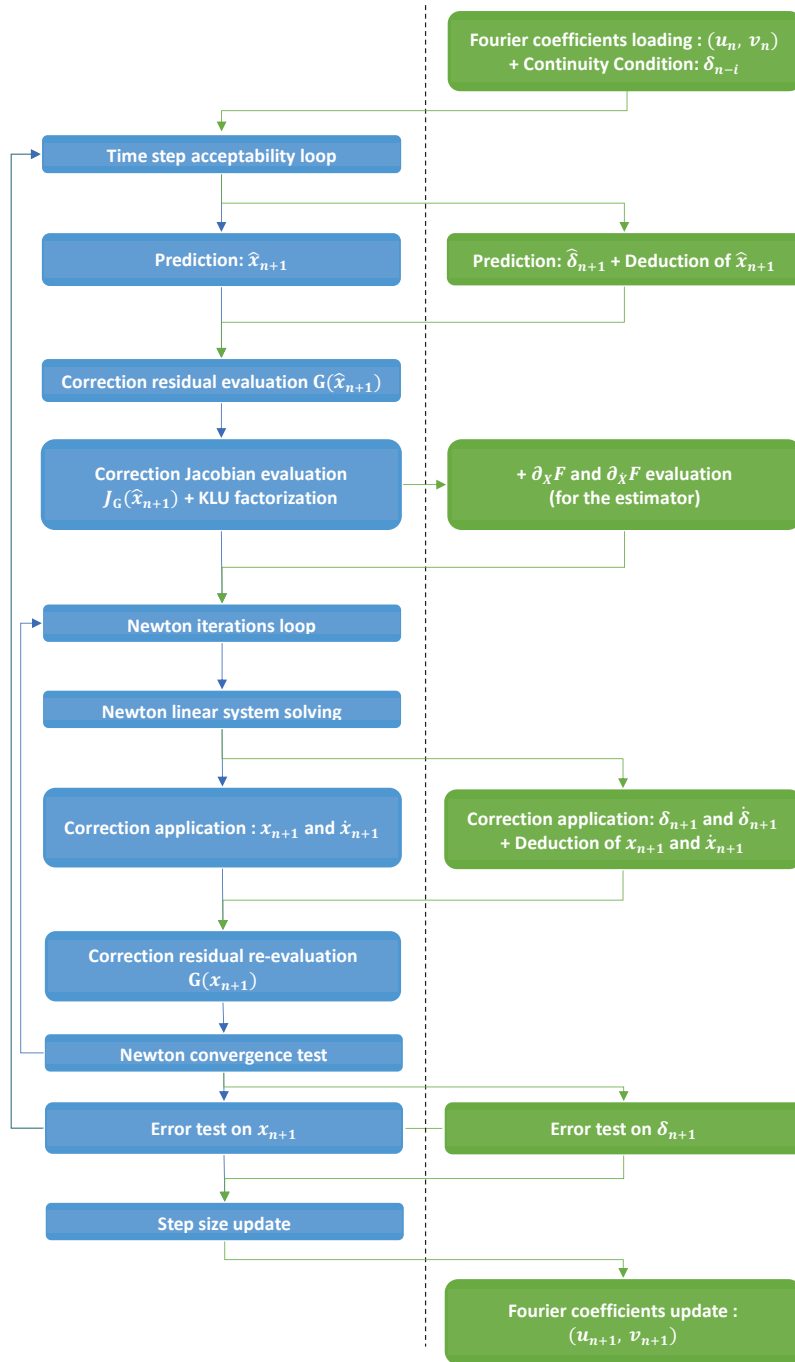 Fourier coefficients loading : (𝒖ₙ, 𝒗ₙ)
+ Continuity Condition: 𝜹ₙ₋ᵢ
Time step acceptability loop
Prediction: x̂ₙ₊₁
Prediction: δ̂ₙ₊₁ + Deduction of x̂ₙ₊₁
Correction residual evaluation G(x̂ₙ₊₁)
Correction Jacobian evaluation
J_G(x̂ₙ₊₁) + KLU factorization
+ ∂_X F and ∂_Ẋ F evaluation
(for the estimator)
Newton iterations loop
Newton linear system solving
Correction application : xₙ₊₁ and ẋₙ₊₁
Correction application: δₙ₊₁ and δ̇ₙ₊₁
+ Deduction of xₙ₊₁ and ẋₙ₊₁
Correction residual re-evaluation
G(xₙ₊₁)
Newton convergence test
Error test on xₙ₊₁
Error test on δₙ₊₁
Step size update
Fourier coefficients update :
(𝒖ₙ₊₁, 𝒗ₙ₊₁)